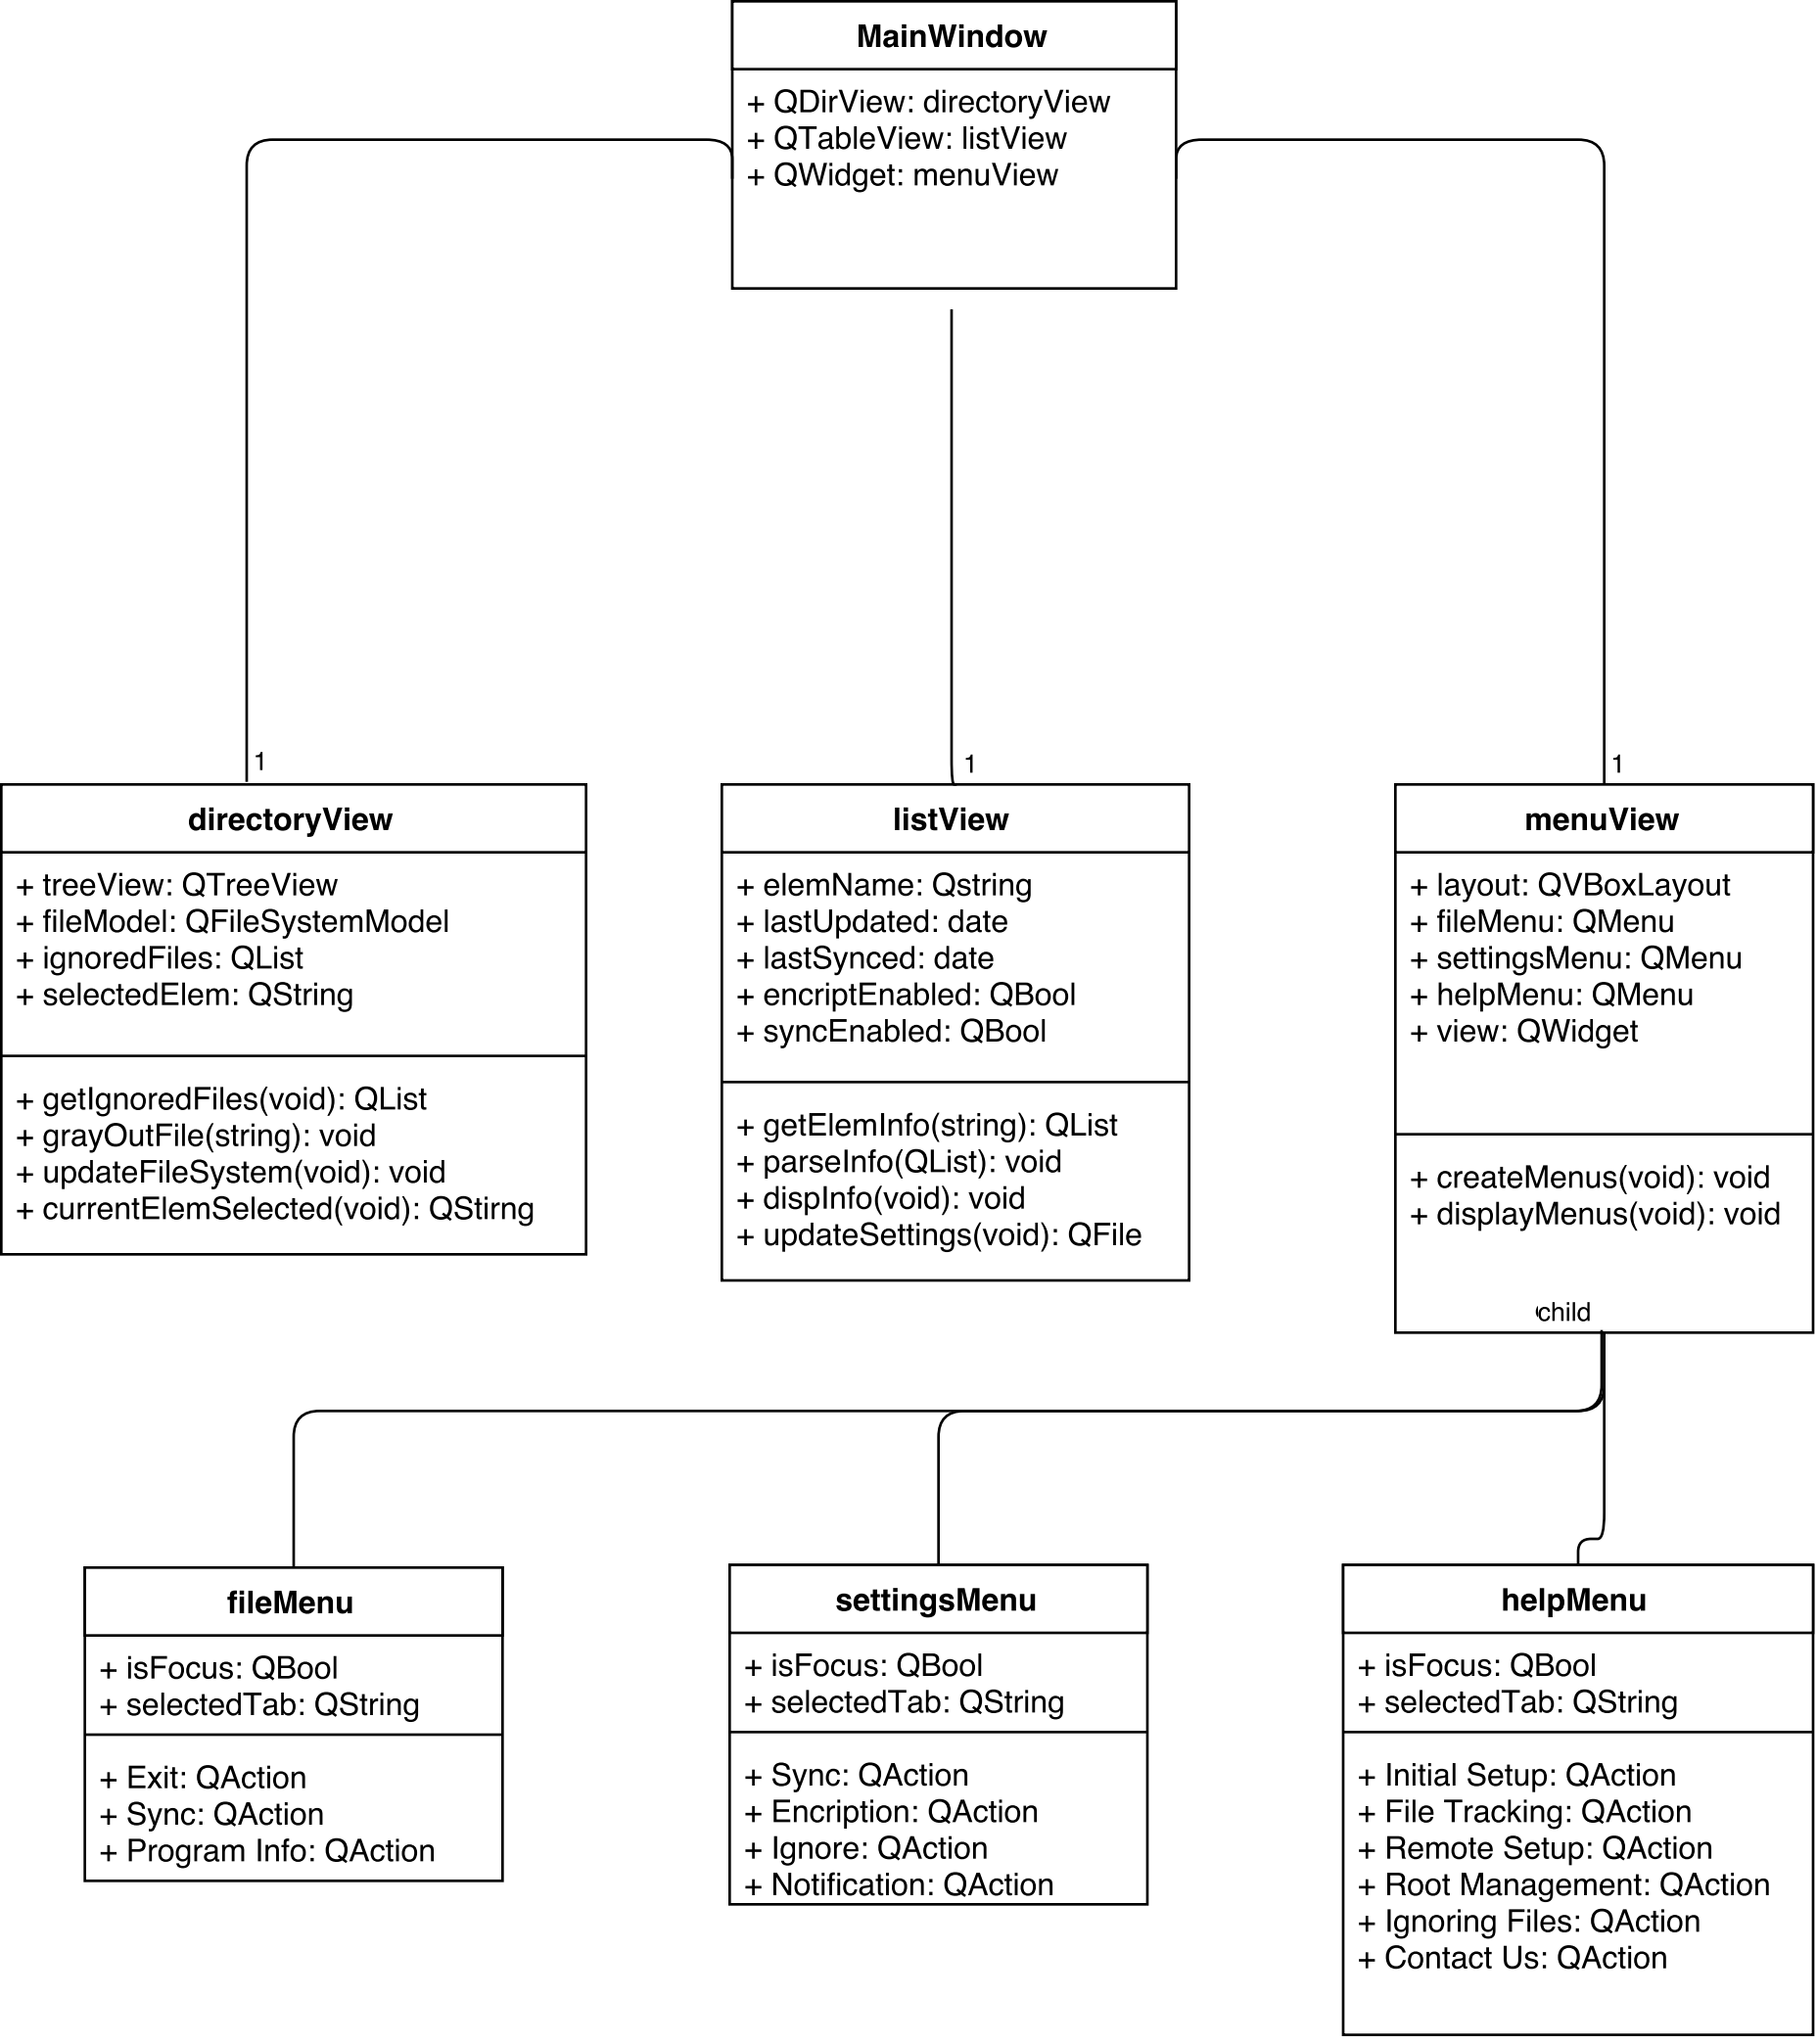 MainWindow
+ QDirView: directoryView
+ QTableView: listView
+ QWidget: menuView
1
1
1
directoryView
+ treeView: QTreeView
+ fileModel: QFileSystemModel
+ ignoredFiles: QList
+ selectedElem: QString
+ getIgnoredFiles(void): QList
+ grayOutFile(string): void
+ updateFileSystem(void): void
+ currentElemSelected(void): QStirng
listView
+ elemName: Qstring
+ lastUpdated: date
+ lastSynced: date
+ encriptEnabled: QBool
+ syncEnabled: QBool
+ getElemInfo(string): QList
+ parseInfo(QList): void
+ dispInfo(void): void
+ updateSettings(void): QFile
menuView
+ layout: QVBoxLayout
+ fileMenu: QMenu
+ settingsMenu: QMenu
+ helpMenu: QMenu
+ view: QWidget
+ createMenus(void): void
+ displayMenus(void): void
child
fileMenu
+ isFocus: QBool
+ selectedTab: QString
+ Exit: QAction
+ Sync: QAction
+ Program Info: QAction
settingsMenu
+ isFocus: QBool
+ selectedTab: QString
+ Sync: QAction
+ Encription: QAction
+ Ignore: QAction
+ Notification: QAction
helpMenu
+ isFocus: QBool
+ selectedTab: QString
+ Initial Setup: QAction
+ File Tracking: QAction
+ Remote Setup: QAction
+ Root Management: QAction
+ Ignoring Files: QAction
+ Contact Us: QAction